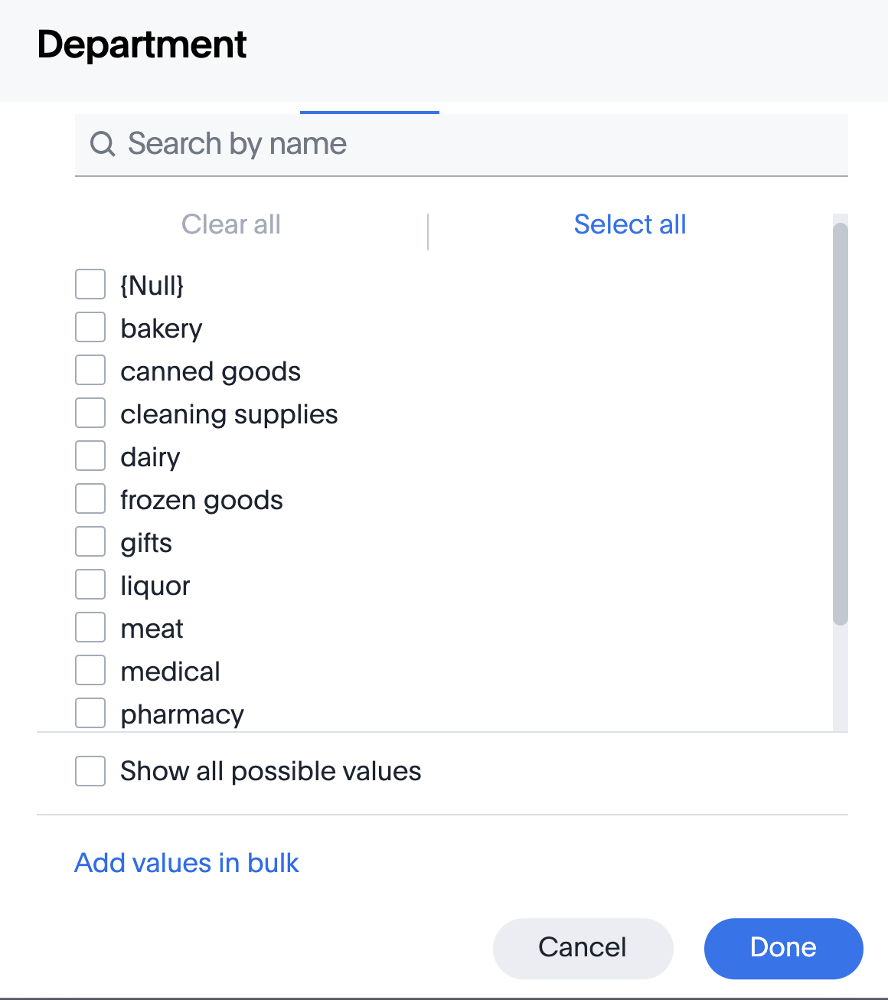 Department
Search by name
Clear all
Select all
{Null}
bakery
canned goods
cleaning supplies
dairy
frozen goods
gifts
liquor
meat
medical
pharmacy
Show all possible values
Add values in bulk
Cancel
Done